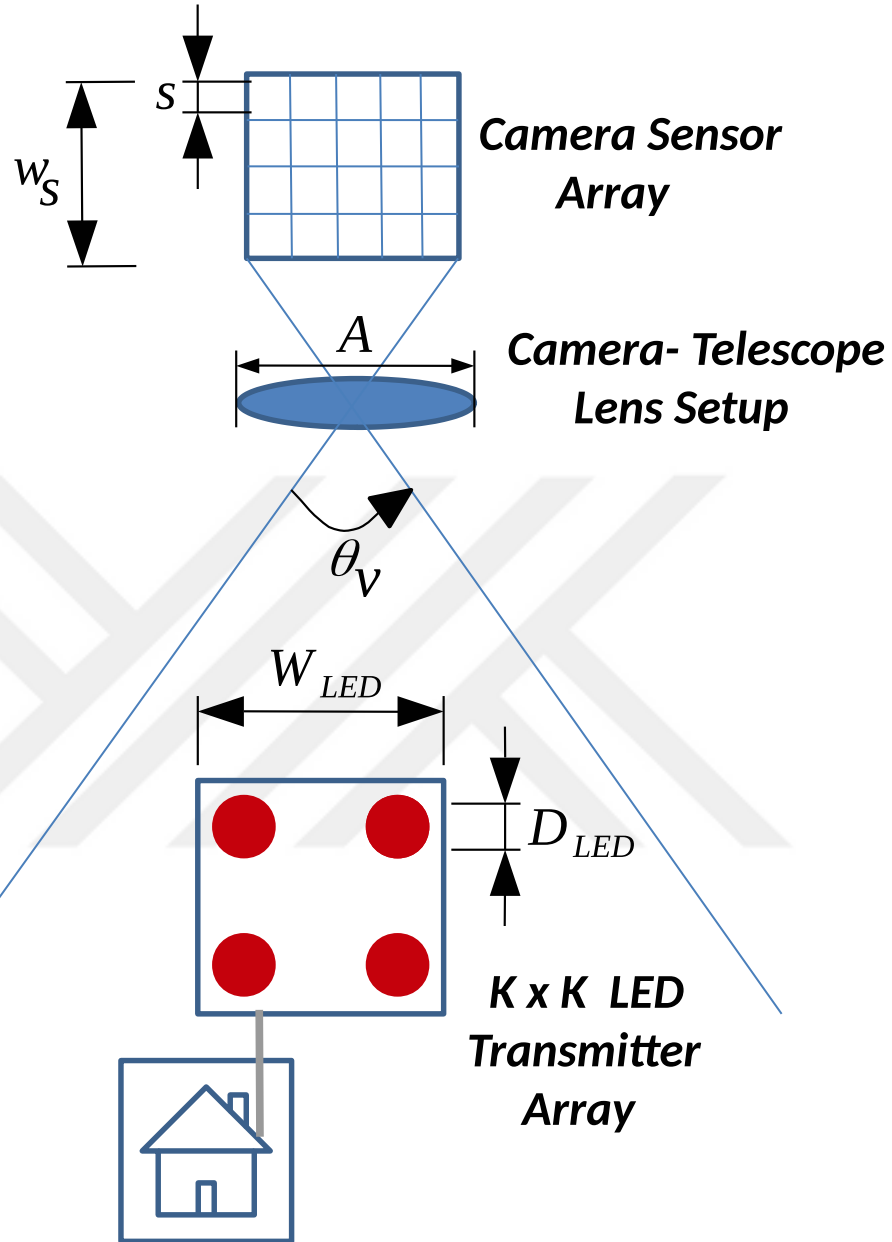 s
w_s
Camera Sensor
Array
A
Camera- Telescope
Lens Setup
θ_v
W_LED
D_LED
K x K LED
Transmitter
Array